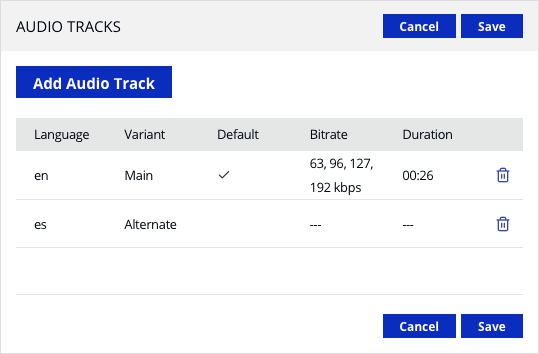 AUDIO TRACKS Cancel Save
Add Audio Track
Language Variant Default Bitrate Duration
en Main ✓ 63, 96, 127, 00:26
192 kbps
es Alternate --- ---
Cancel Save